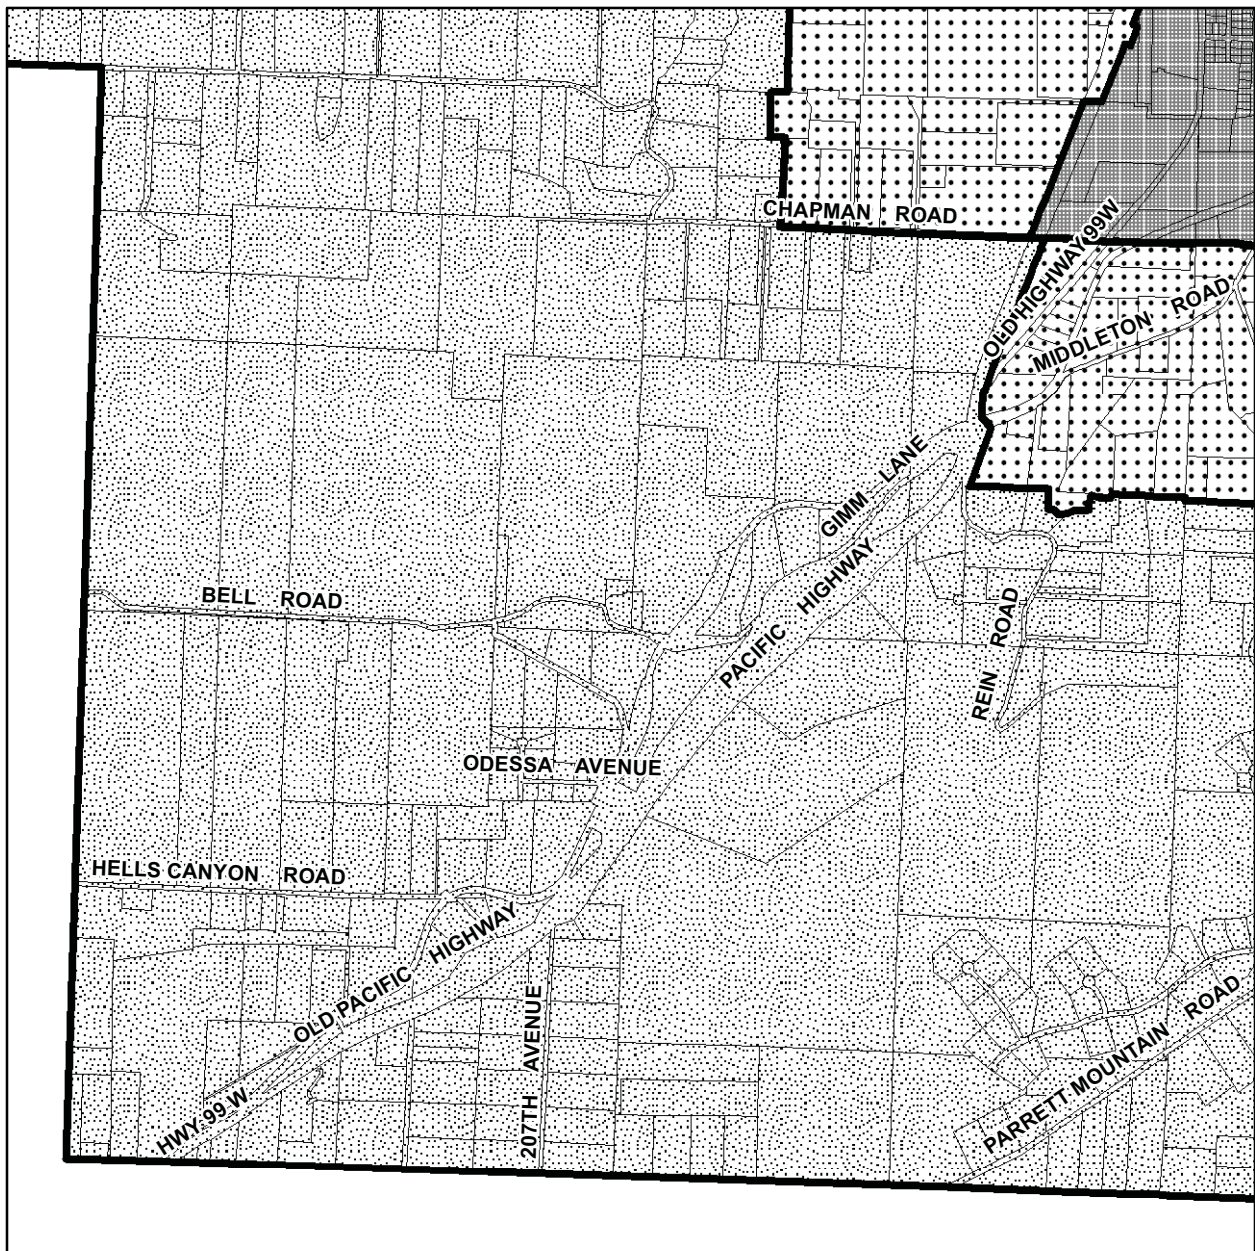 CHAPMAN ROAD
OLD HIGHWAY 99W
MIDDLETON ROAD
GIMM LANE
PACIFIC HIGHWAY
BELL ROAD
REIN ROAD
ODESSA AVENUE
HELLS CANYON ROAD
OLD PACIFIC HIGHWAY
207TH AVENUE
PARRETT MOUNTAIN ROAD
HWY 99 W